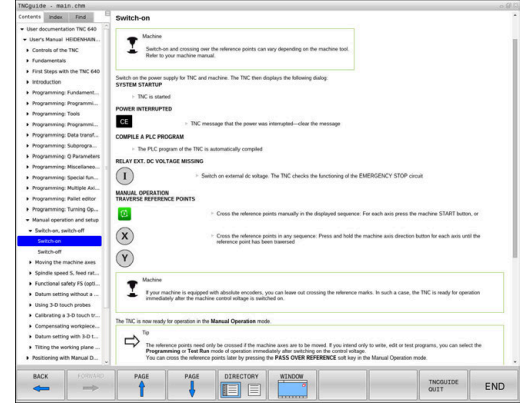 TNCguide - main.chm
Contents Index Find
User documentation TNC 640
User's Manual HEIDENHAIN...
Controls of the TNC
Fundamentals
First Steps with the TNC 640
Introduction
Programming: Fundament...
Programming: Programmi...
Programming: Tools
Programming: Programmi...
Programming: Data transf...
Programming: Subprogra...
Programming: Q Parameters
Programming: Miscellaneo...
Programming: Special fun...
Programming: Multiple Axi...
Programming: Pallet editor
Programming: Turning Op...
Manual operation and setup
Switch-on, switch-off
Switch-on
Switch-off
Moving the machine axes
Spindle speed S, feed rat...
Functional safety FS (opti...
Datum setting without a ...
Using 3-D touch probes
Calibrating a 3-D touch tr...
Compensating workpiece...
Datum setting with 3-D t...
Tilting the working plane ...
Positioning with Manual D...
Switch-on
Machine
Switch-on and crossing over the reference points can vary depending on the machine tool.
Refer to your machine manual.
Switch on the power supply for TNC and machine. The TNC then displays the following dialog:
SYSTEM STARTUP
TNC is started
POWER INTERRUPTED
CE
TNC message that the power was interrupted—clear the message
COMPILE A PLC PROGRAM
The PLC program of the TNC is automatically compiled
RELAY EXT. DC VOLTAGE MISSING
I
Switch on external dc voltage. The TNC checks the functioning of the EMERGENCY STOP circuit
MANUAL OPERATION
TRAVERSE REFERENCE POINTS
Cross the reference points manually in the displayed sequence: For each axis press the machine START button, or
X
Cross the reference points in any sequence: Press and hold the machine axis direction button for each axis until the
reference point has been traversed
Y
Machine
If your machine is equipped with absolute encoders, you can leave out crossing the reference marks. In such a case, the TNC is ready for operation
immediately after the machine control voltage is switched on.
The TNC is now ready for operation in the Manual Operation mode.
Tip
The reference points need only be crossed if the machine axes are to be moved. If you intend only to write, edit or test programs, you can select the
Programming or Test Run mode of operation immediately after switching on the control voltage.
You can cross the reference points later by pressing the PASS OVER REFERENCE soft key in the Manual Operation mode.
BACK
FORWARD
PAGE
PAGE
DIRECTORY
WINDOW
TNCGUIDE
QUIT
END